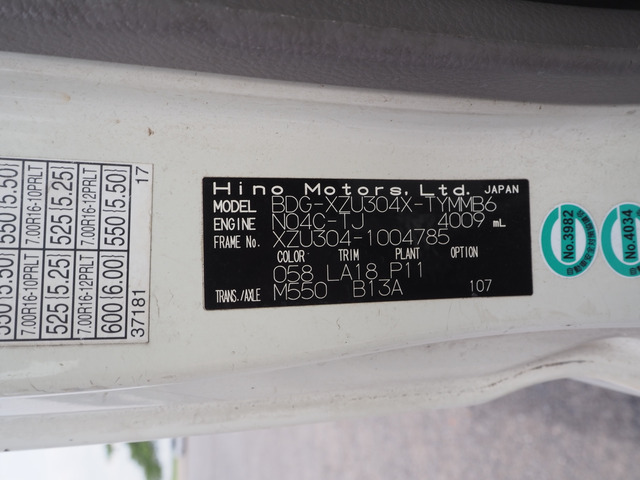 Hino Motors, Ltd. JAPAN
MODEL BDG-XZU304X-TYMMB6
ENGINE N04C-TJ 4009 mL
FRAME No. XZU304-1004785
COLOR TRIM PLANT OPTION
058 LA18 P11
TRANS./AXLE M550 B13A 107
550 (5.50)
7.00R16-10PRLT
525 (5.25)
7.00R16-12PRLT
550 (5.50)
7.00R16-10PRLT
525 (5.25)
7.00R16-12PRLT
600 (6.00)
550 (5.50)
37181 17
No.3982
No.4034